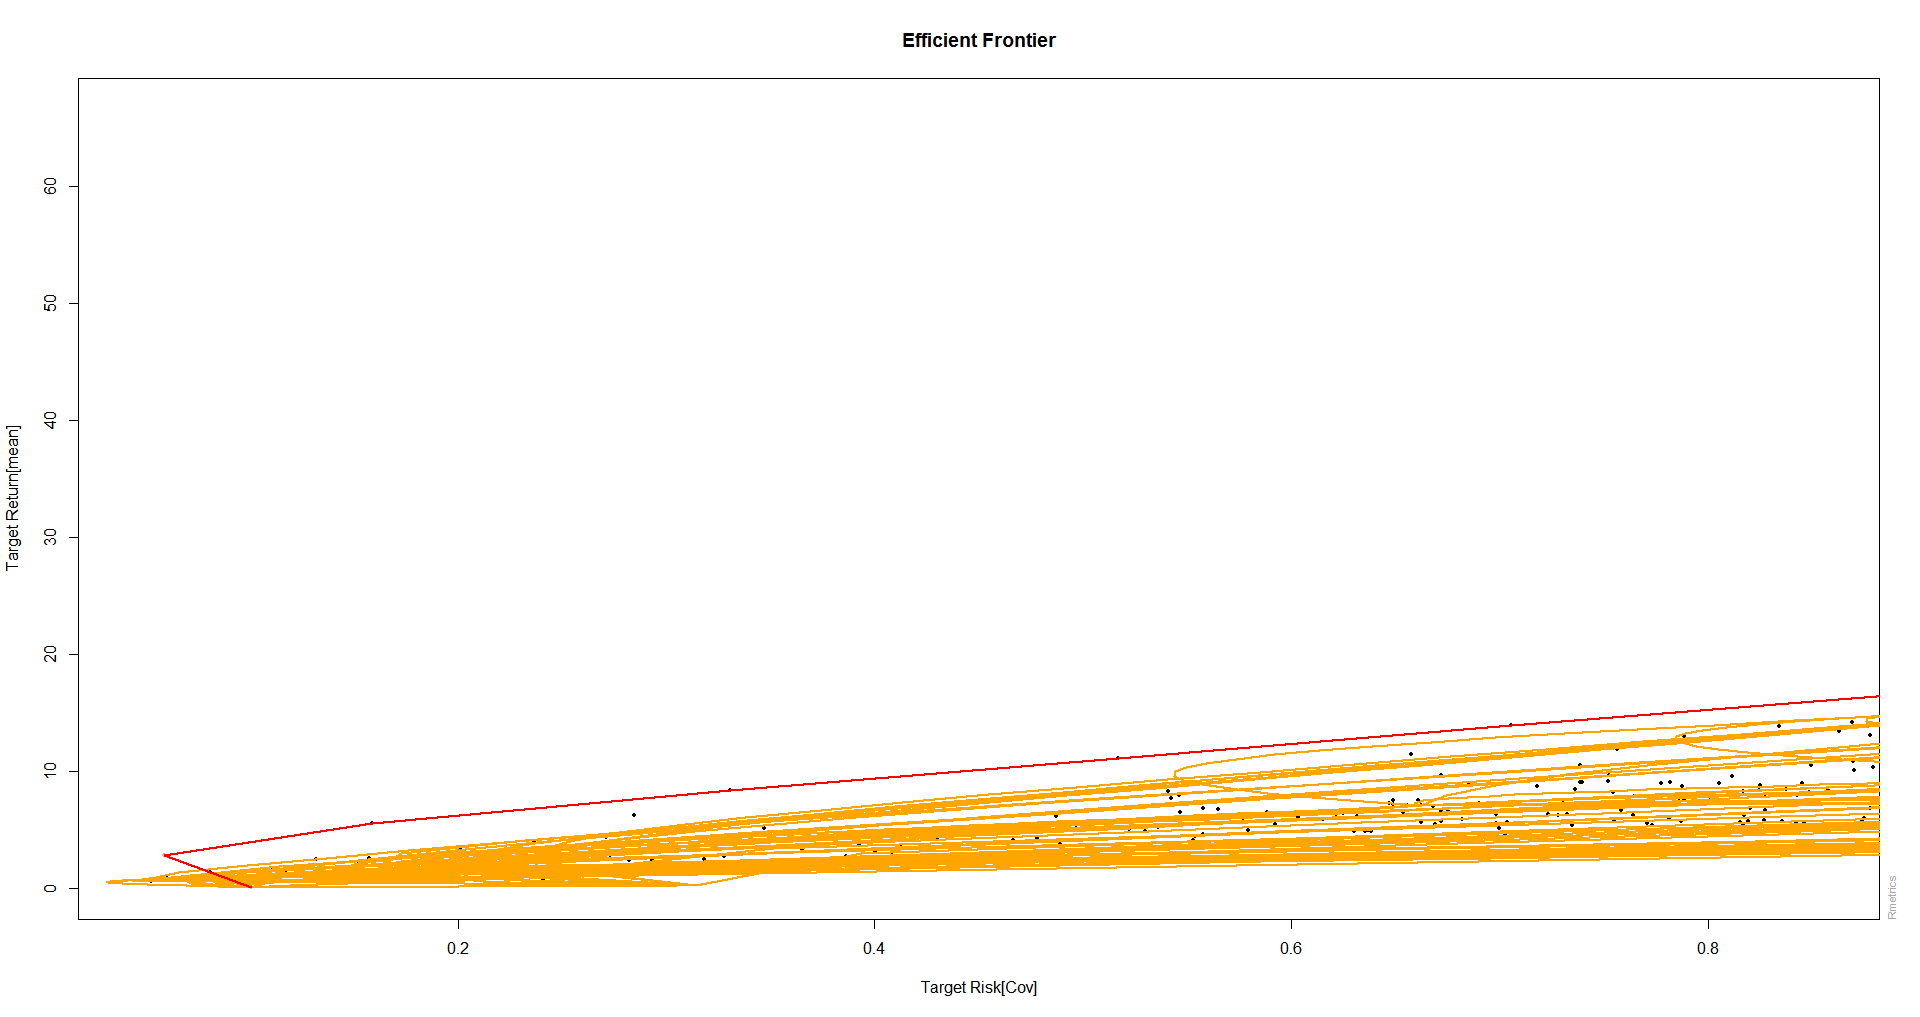 Efficient Frontier
60
50
40
30
20
10
0
Target Return[mean]
0.2 0.4 0.6 0.8
Target Risk[Cov]
Rmetrics